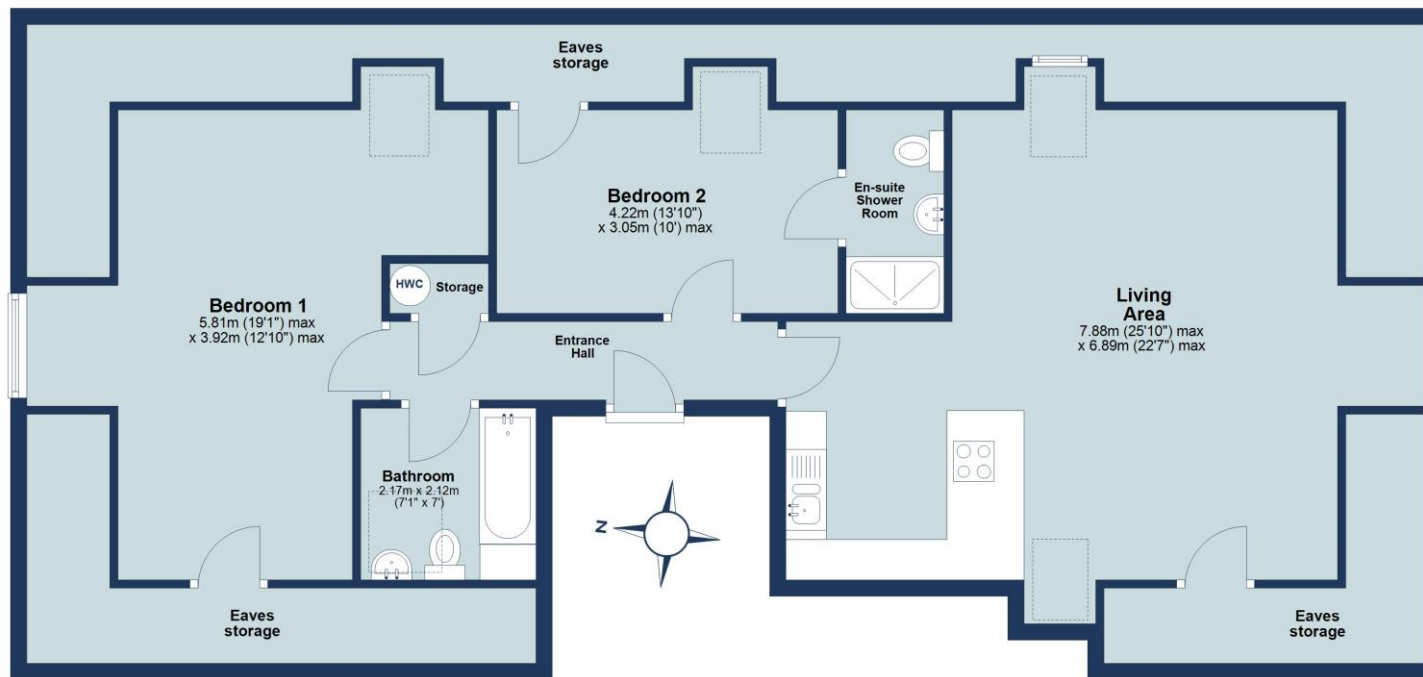 Eaves
storage
Bedroom 2
4.22m (13'10")
x 3.05m (10') max
En-suite
Shower
Room
HWC
Storage
Bedroom 1
5.81m (19'1") max
x 3.92m (12'10") max
Living
Area
7.88m (25'10") max
x 6.89m (22'7") max
Entrance
Hall
Bathroom
2.17m x 2.12m
(7'1" x 7')
N
Eaves
storage
Eaves
storage